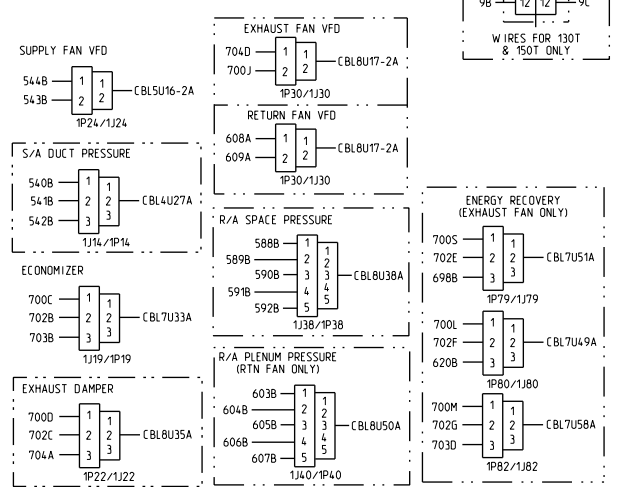 9B 12 12 9C
WIRES FOR 130T
& 150T ONLY
SUPPLY FAN VFD
544B 1 1
543B 2 2
CBL5U16-2A
1P24/1J24
S/A DUCT PRESSURE
540B 1 1
541B 2 2
542B 3 3
CBL4U27A
1J14/1P14
ECONOMIZER
700C 1 1
702B 2 2
703B 3 3
CBL7U33A
1J19/1P19
EXHAUST DAMPER
700D 1 1
702C 2 2
704A 3 3
CBL8U35A
1P22/1J22
EXHAUST FAN VFD
704D 1 1
700J 2 2
CBL8U17-2A
1P30/1J30
RETURN FAN VFD
608A 1 1
609A 2 2
CBL8U17-2A
1P30/1J30
R/A SPACE PRESSURE
588B 1 1
589B 2 2
590B 3 3
591B 4 4
592B 5 5
CBL8U38A
1J38/1P38
R/A PLENUM PRESSURE
(RTN FAN ONLY)
603B 1 1
604B 2 2
605B 3 3
606B 4 4
607B 5 5
CBL8U50A
1J40/1P40
ENERGY RECOVERY
(EXHAUST FAN ONLY)
700S 1 1
702E 2 2
698B 3 3
CBL7U51A
1P79/1J79
700L 1 1
702F 2 2
620B 3 3
CBL7U49A
1P80/1J80
700M 1 1
702G 2 2
703D 3 3
CBL7U58A
1P82/1J82